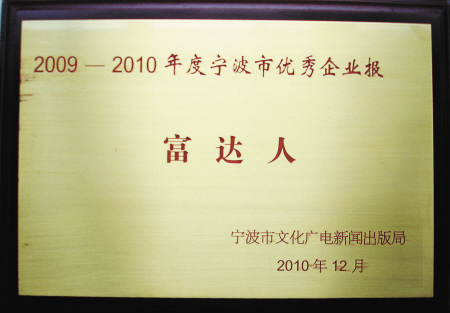 2009 — 2010 年度宁波市优秀企业报
富 达 人
宁波市文化广电新闻出版局
2010 年 12 月